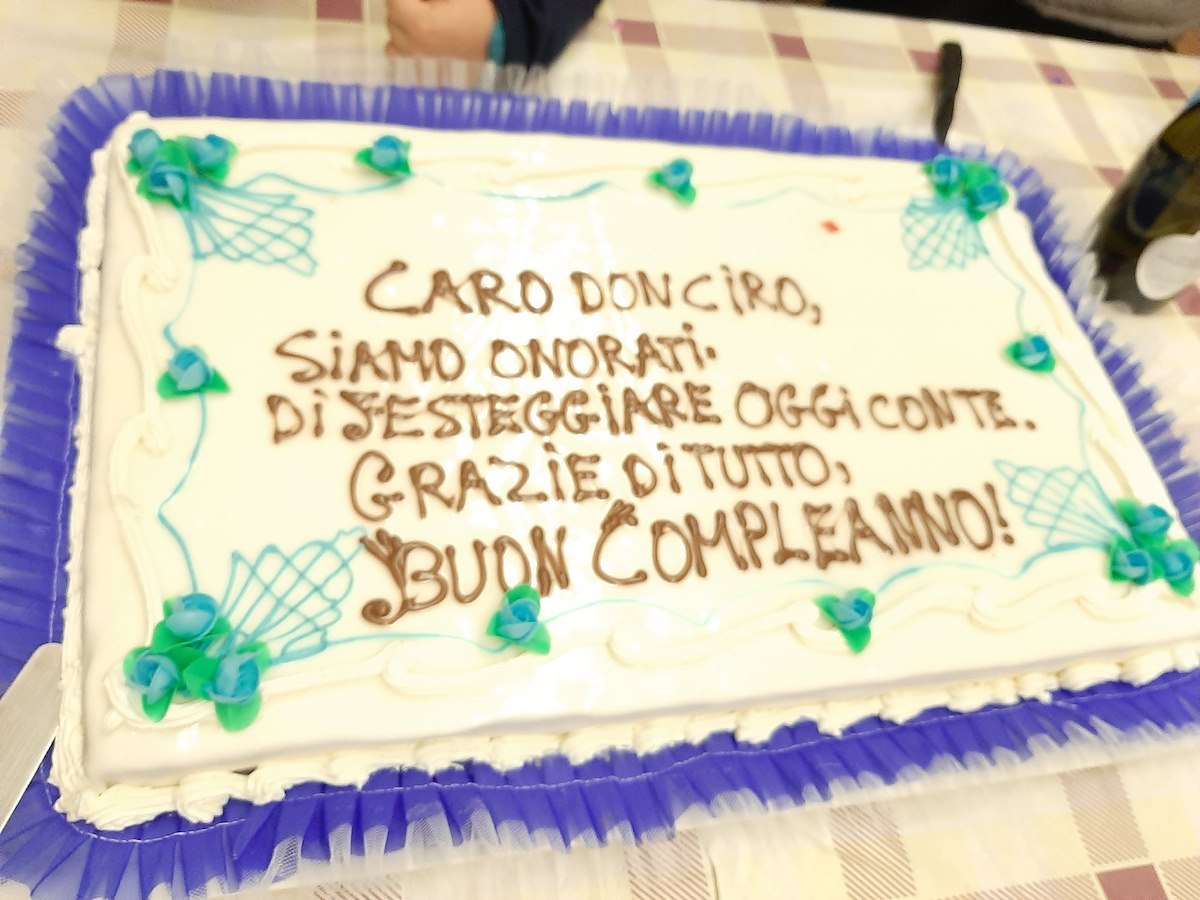 CARO DON CIRO,
SIAMO ONORATI.
DI FESTEGGIARE OGGI CON TE.
GRAZIE DI TUTTO,
BUON COMPLEANNO!